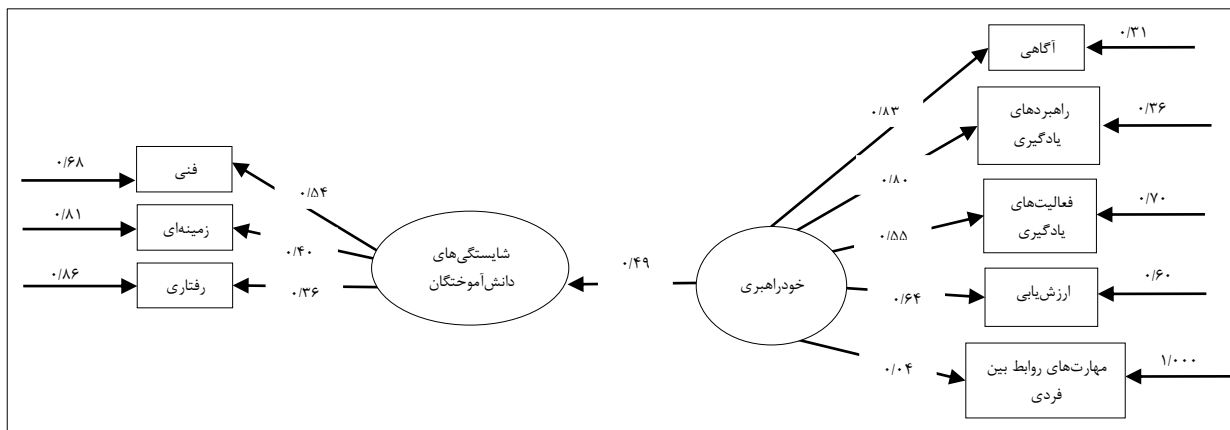 ۰/۳۱
آگاهی
۰/۸۳
۰/۳۶
راهبردهای
یادگیری
۰/۸۰
۰/۷۰
فعالیت‌های
یادگیری
۰/۵۵
۰/۶۰
ارزش‌یابی
۰/۶۴
۱/۰۰۰
مهارت‌های روابط بین
فردی
۰/۰۴
خودراهبری
۰/۴۹
شایستگی‌های
دانش‌آموختگان
۰/۵۴
فنی
۰/۶۸
۰/۴۰
زمینه‌ای
۰/۸۱
۰/۳۶
رفتاری
۰/۸۶